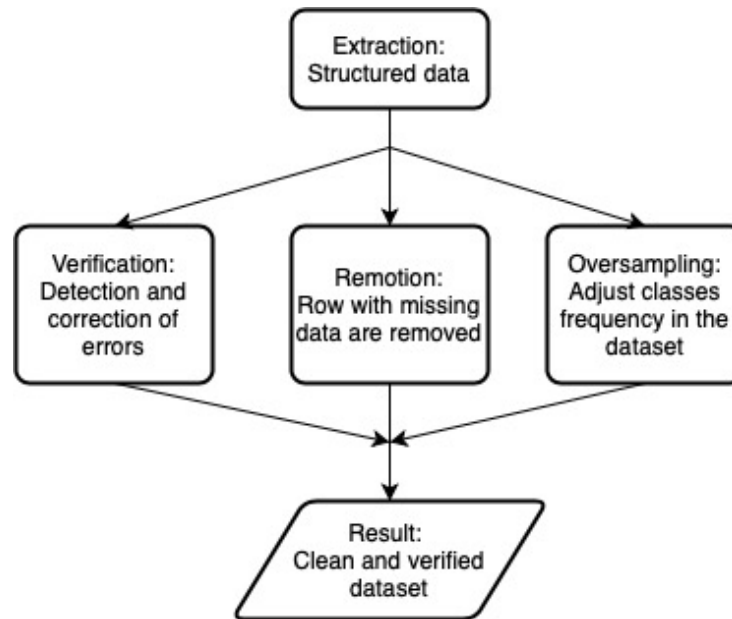 Extraction:
Structured data
Verification:
Detection and
correction of
errors
Remotion:
Row with missing
data are removed
Oversampling:
Adjust classes
frequency in the
dataset
Result:
Clean and verified
dataset